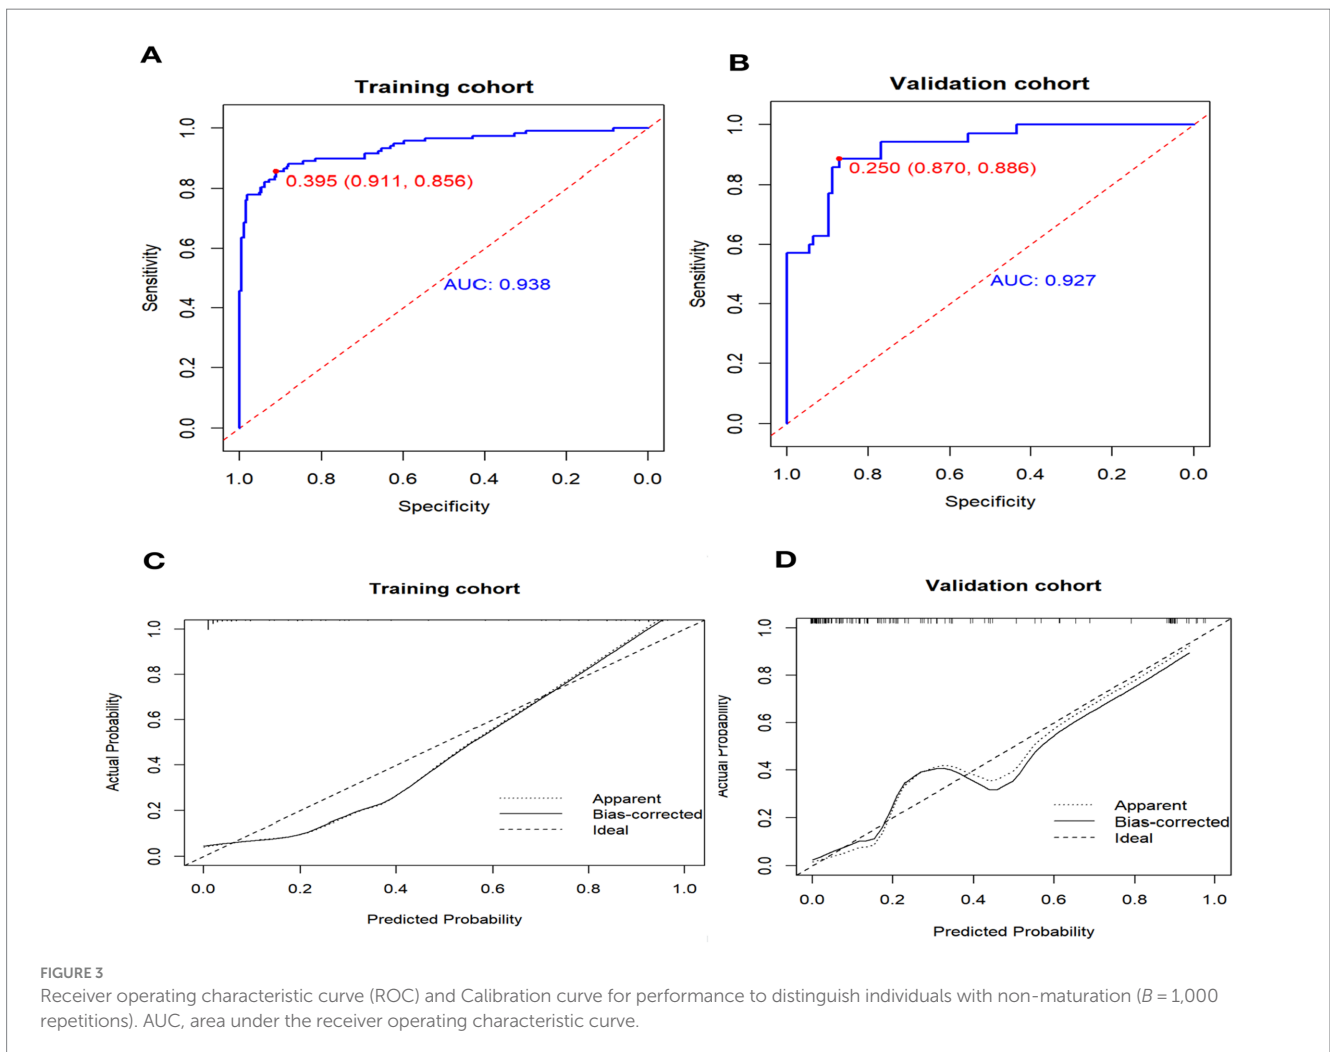 A
Training cohort
1.0
0.8
0.6
0.4
0.2
0.0
Sensitivity
0.395 (0.911, 0.856)
AUC: 0.938
1.0 0.8 0.6 0.4 0.2 0.0
Specificity
B
Validation cohort
1.0
0.8
0.6
0.4
0.2
0.0
Sensitivity
0.250 (0.870, 0.886)
AUC: 0.927
1.0 0.8 0.6 0.4 0.2 0.0
Specificity
C
Training cohort
1.0
0.8
0.6
0.4
0.2
0.0
Actual Probability
Apparent
Bias-corrected
Ideal
0.0 0.2 0.4 0.6 0.8 1.0
Predicted Probability
D
Validation cohort
1.0
0.8
0.6
0.4
0.2
0.0
Actual Probability
Apparent
Bias-corrected
Ideal
0.0 0.2 0.4 0.6 0.8 1.0
Predicted Probability
FIGURE 3
Receiver operating characteristic curve (ROC) and Calibration curve for performance to distinguish individuals with non-maturation (B = 1,000
repetitions). AUC, area under the receiver operating characteristic curve.